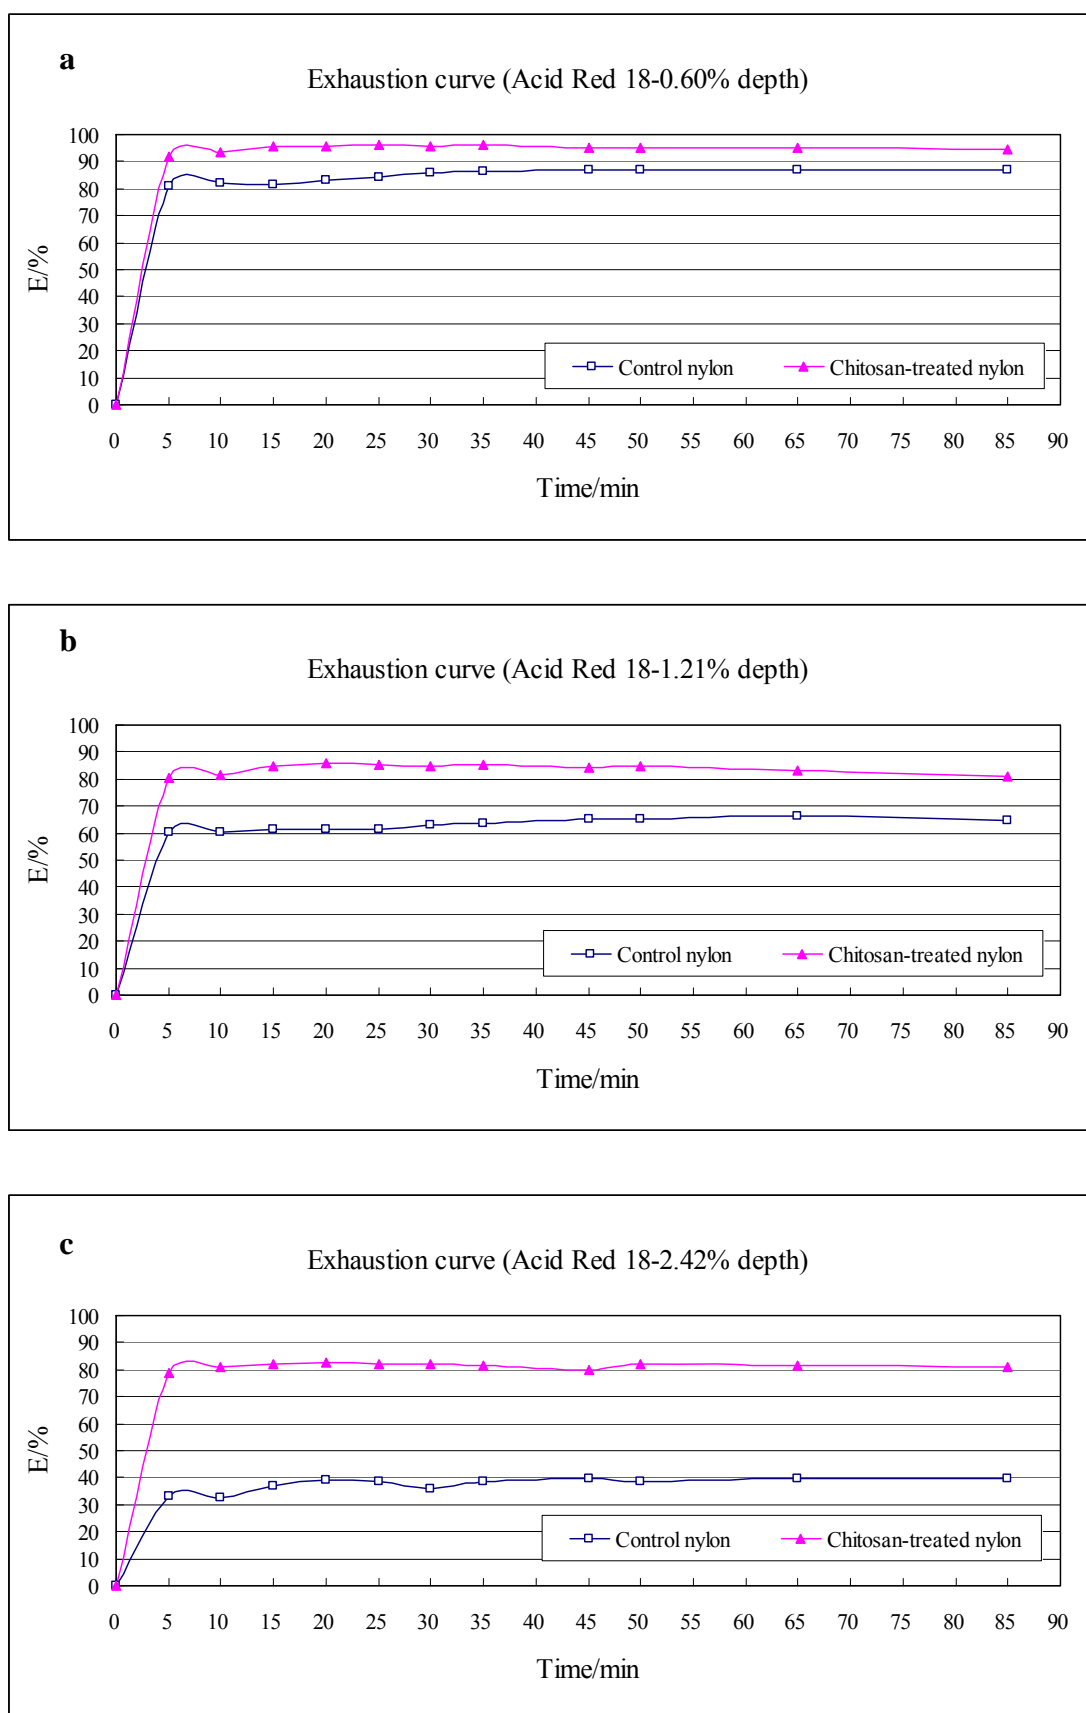 a
Exhaustion curve (Acid Red 18-0.60% depth)
100
90
80
70
60
50
40
30
20
10
0
E/%
Control nylon Chitosan-treated nylon
0 5 10 15 20 25 30 35 40 45 50 55 60 65 70 75 80 85 90
Time/min
b
Exhaustion curve (Acid Red 18-1.21% depth)
100
90
80
70
60
50
40
30
20
10
0
E/%
Control nylon Chitosan-treated nylon
0 5 10 15 20 25 30 35 40 45 50 55 60 65 70 75 80 85 90
Time/min
c
Exhaustion curve (Acid Red 18-2.42% depth)
100
90
80
70
60
50
40
30
20
10
0
E/%
Control nylon Chitosan-treated nylon
0 5 10 15 20 25 30 35 40 45 50 55 60 65 70 75 80 85 90
Time/min